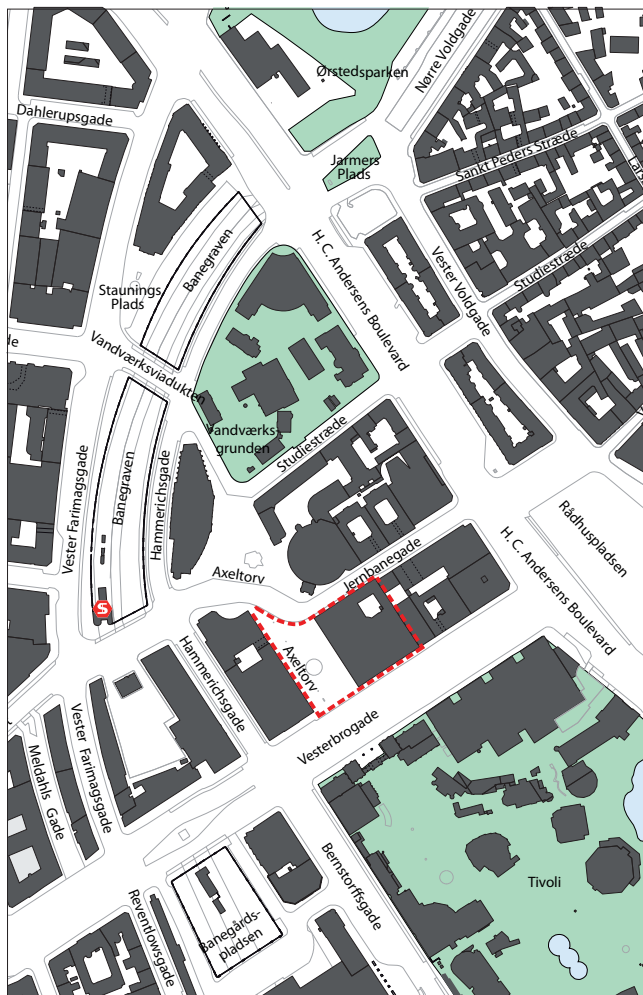 Ørstedsparken
Nørre Voldgade
Dahlerupsgade
Jarmers
Plads
Sankt Peders Stræde
Lars
H. C. Andersens Boulevard
Vester Voldgade
Studiestræde
Banegraven
Staunings
Plads
de
Vandværksviadukten
Vandværks-
grunden
Studiestræde
Vester Farimagsgade
Banegraven
Hammerichsgade
Rådhuspladsen
H. C. Andersens Boulevard
Axeltorv
Jernbanegade
S
Axeltorv
Hammerichsgade
Vesterbrogade
Vester Farimagsgade
Meldahls Gade
Bernstorffsgade
Tivoli
Banegårds-
pladsen
Reventlowsgade